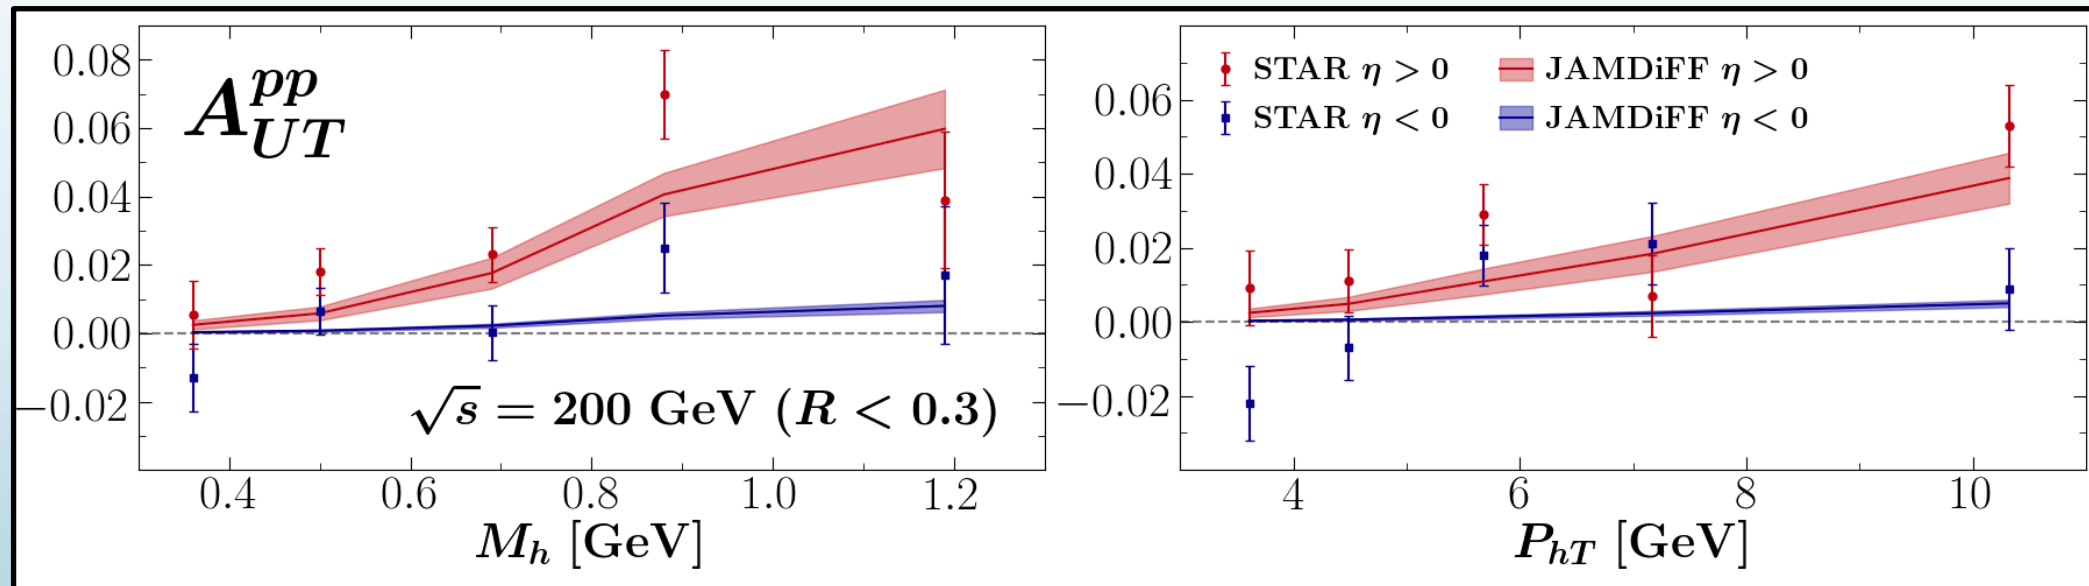 0.08
0.06
0.04
0.02
0.00
−0.02
A_{UT}^{pp}
√s = 200 GeV (R < 0.3)
0.4 0.6 0.8 1.0 1.2
M_h [GeV]
STAR η > 0 JAMDiFF η > 0
STAR η < 0 JAMDiFF η < 0
0.06
0.04
0.02
0.00
−0.02
4 6 8 10
P_{hT} [GeV]